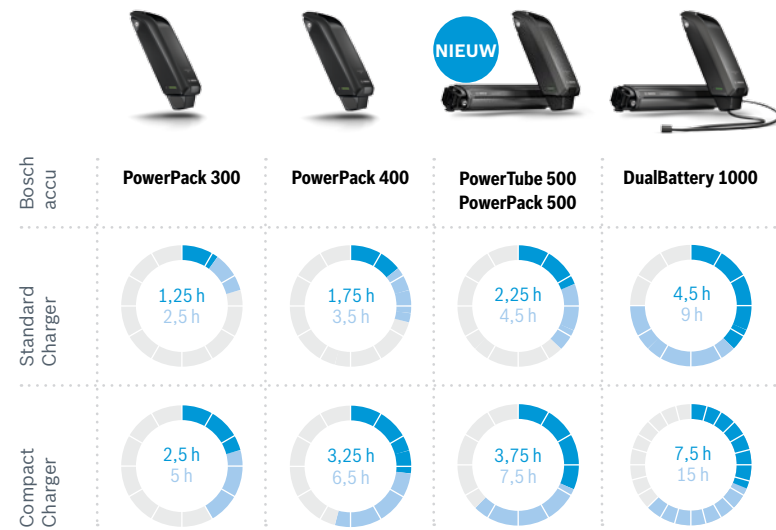 NIEUW
Bosch
accu
PowerPack 300
PowerPack 400
PowerTube 500
PowerPack 500
DualBattery 1000
Standard
Charger
1,25 h
2,5 h
1,75 h
3,5 h
2,25 h
4,5 h
4,5 h
9 h
Compact
Charger
2,5 h
5 h
3,25 h
6,5 h
3,75 h
7,5 h
7,5 h
15 h